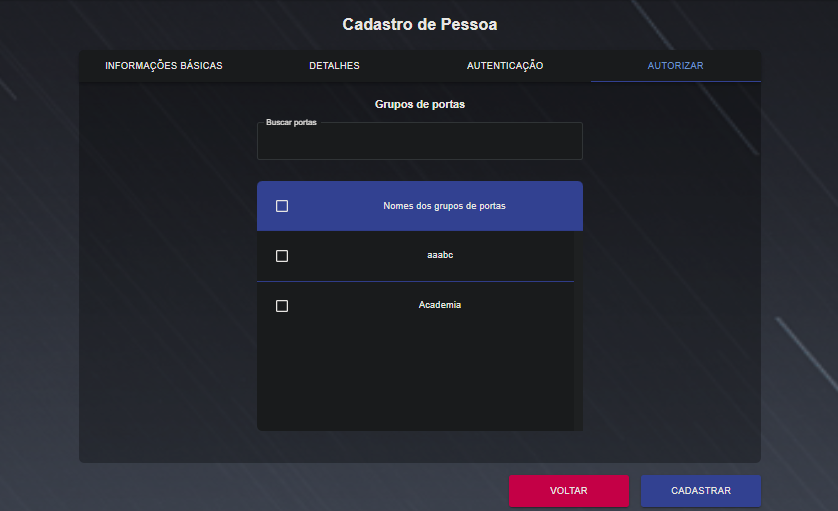 Cadastro de Pessoa
INFORMAÇÕES BÁSICAS
DETALHES
AUTENTICAÇÃO
AUTORIZAR
Grupos de portas
Buscar portas
Nomes dos grupos de portas
aaabc
Academia
VOLTAR
CADASTRAR